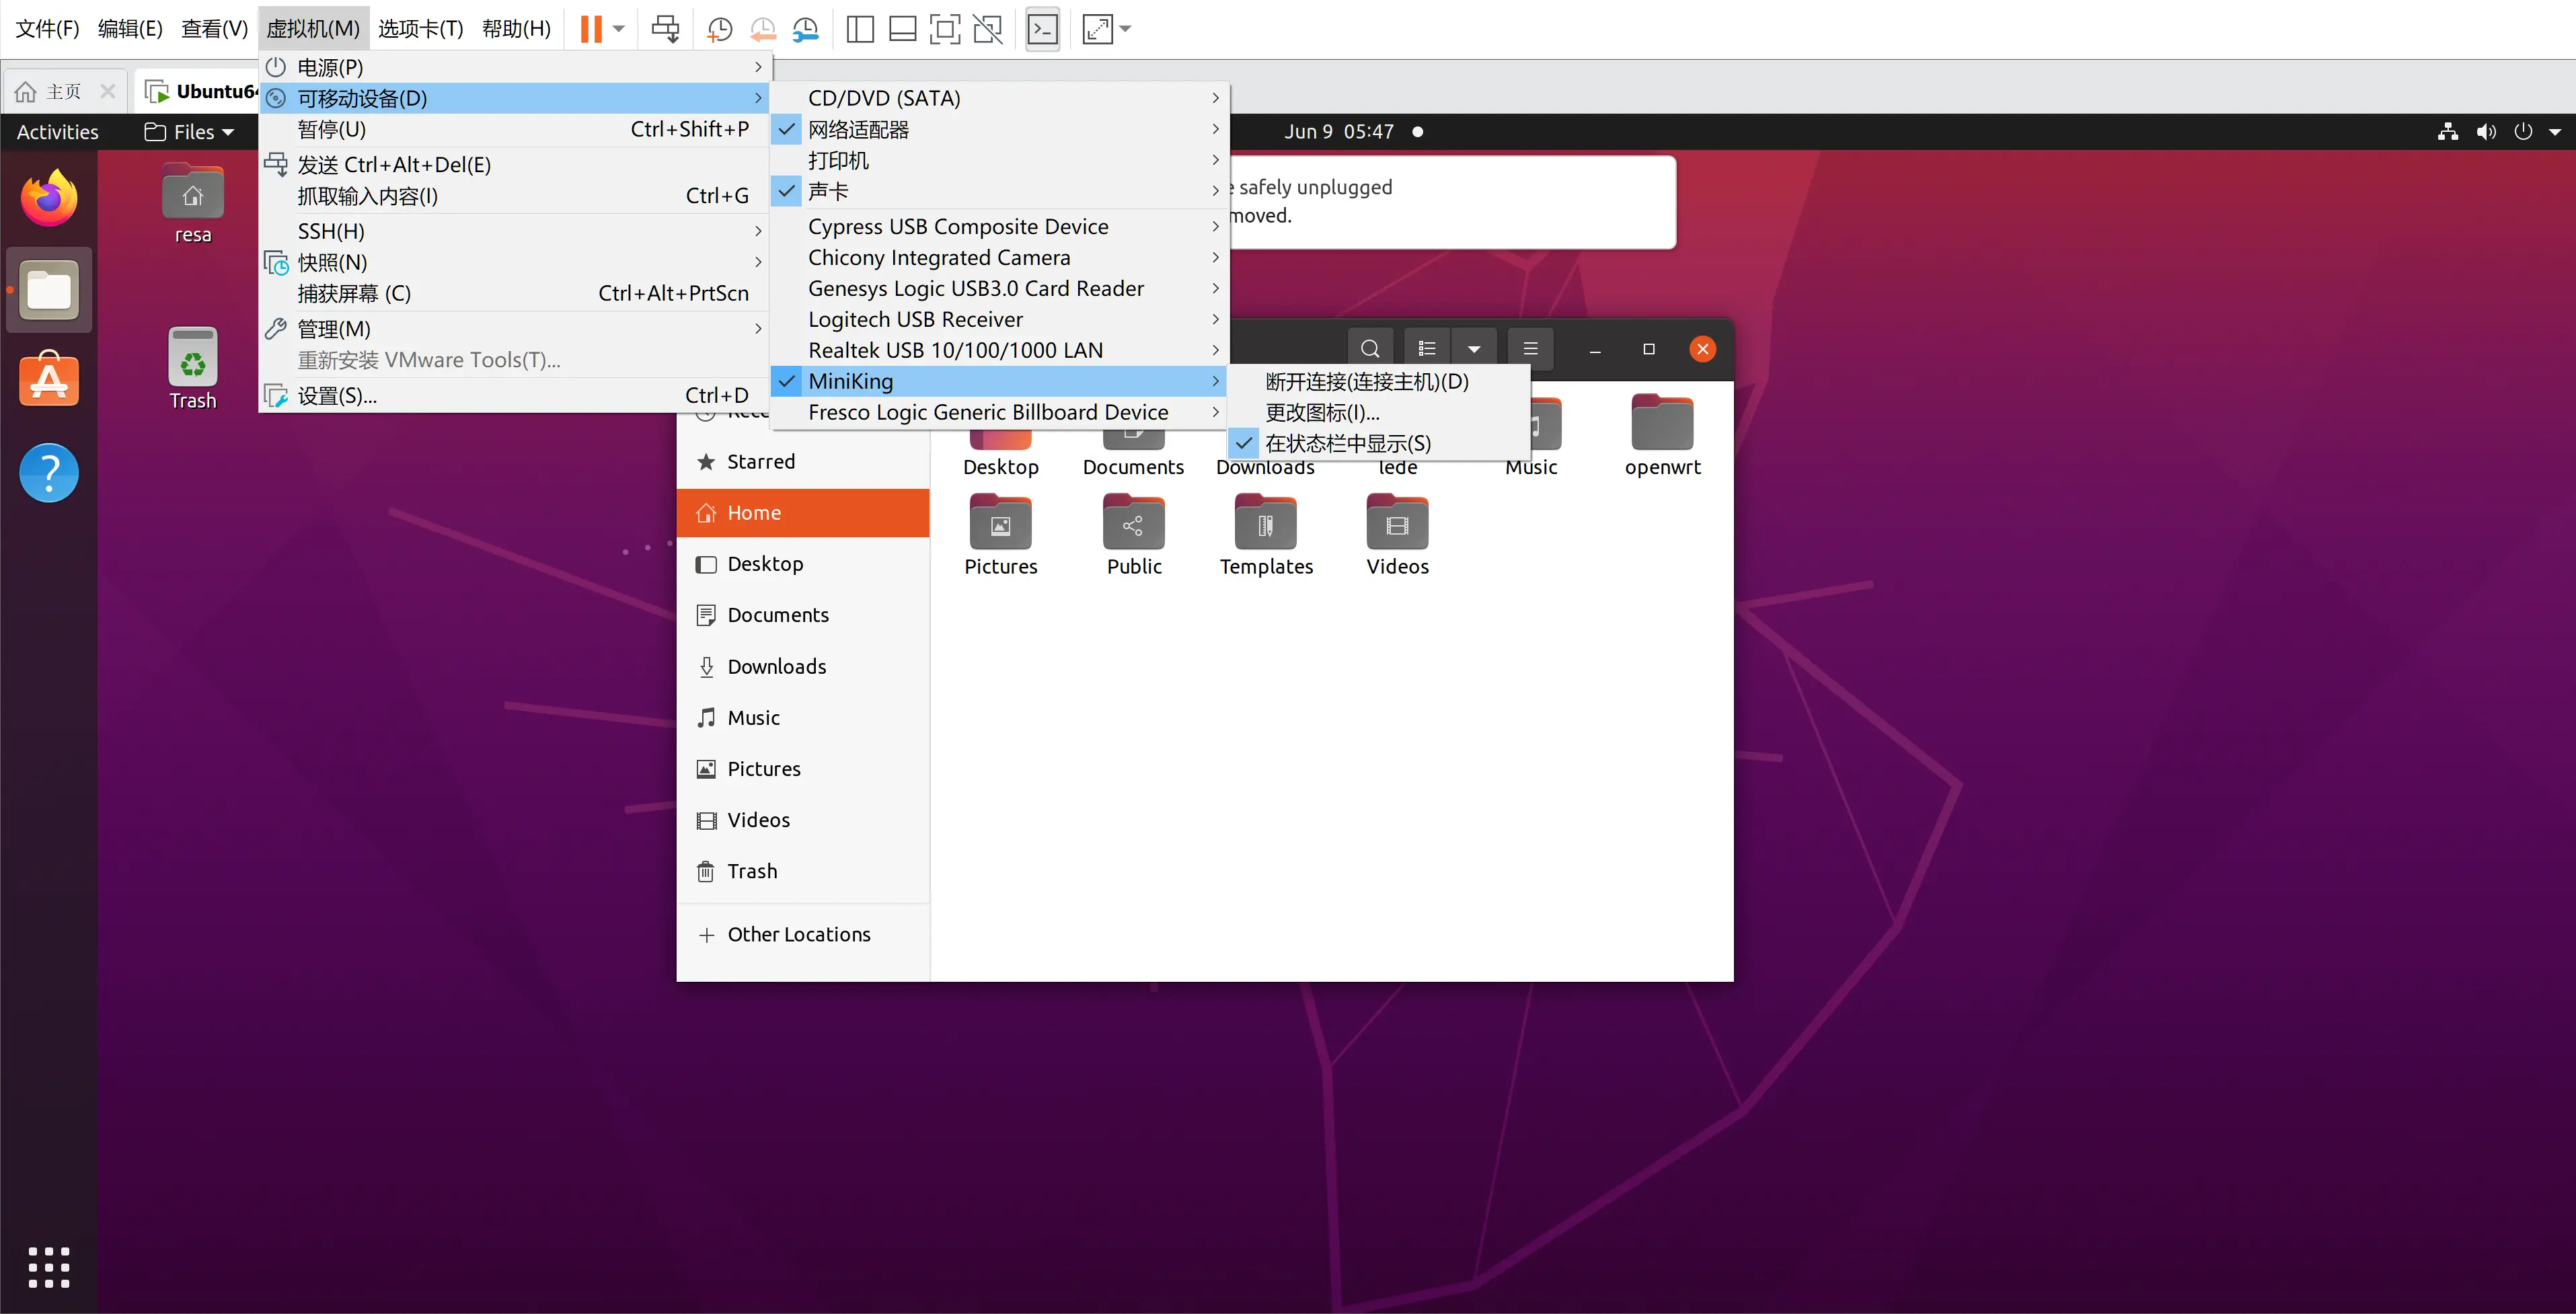 文件(F) 编辑(E) 查看(V) 虚拟机(M) 选项卡(T) 帮助(H)
主页
Ubuntu64
Activities Files Jun 9 05:47
电源(P)
可移动设备(D)
暂停(U) Ctrl+Shift+P
发送 Ctrl+Alt+Del(E)
抓取输入内容(I) Ctrl+G
SSH(H)
快照(N)
捕获屏幕 (C) Ctrl+Alt+PrtScn
管理(M)
重新安装 VMware Tools(T)...
设置(S)... Ctrl+D
CD/DVD (SATA)
网络适配器
打印机
声卡
Cypress USB Composite Device
Chicony Integrated Camera
Genesys Logic USB3.0 Card Reader
Logitech USB Receiver
Realtek USB 10/100/1000 LAN
MiniKing
Fresco Logic Generic Billboard Device
断开连接(连接主机)(D)
更改图标(I)...
在状态栏中显示(S)
safely unplugged
moved.
resa
Trash
Starred
Home
Desktop
Documents
Downloads
Music
Pictures
Videos
Trash
Other Locations
Desktop Documents Downloads lede Music openwrt
Pictures Public Templates Videos